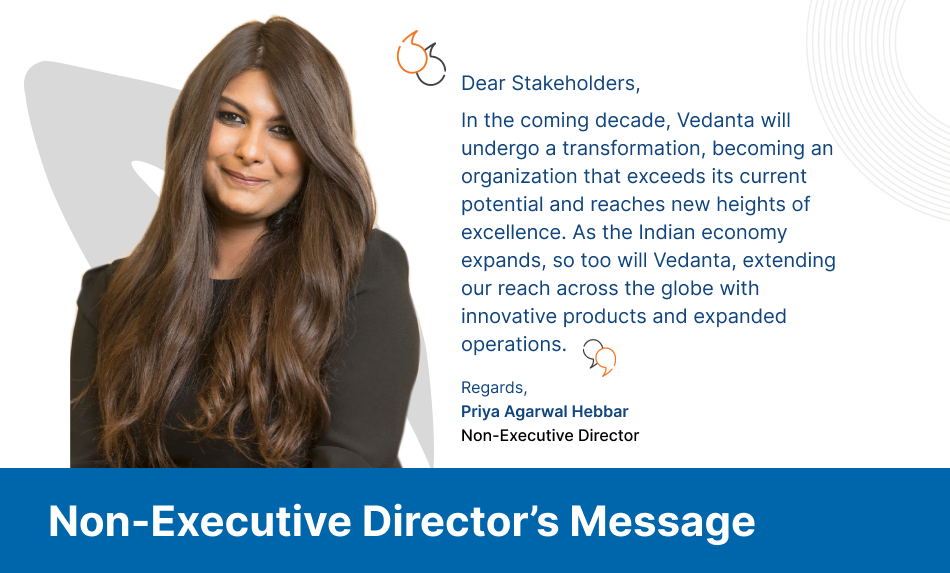 Dear Stakeholders,
In the coming decade, Vedanta will
undergo a transformation, becoming an
organization that exceeds its current
potential and reaches new heights of
excellence. As the Indian economy
expands, so too will Vedanta, extending
our reach across the globe with
innovative products and expanded
operations.
Regards,
Priya Agarwal Hebbar
Non-Executive Director
Non-Executive Director’s Message